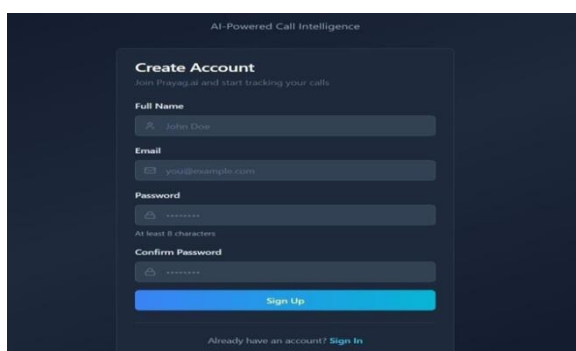 AI-Powered Call Intelligence
Create Account
Join Prayag.ai and start tracking your calls
Full Name
John Doe
Email
you@example.com
Password
••••••••
At least 8 characters
Confirm Password
••••••••
Sign Up
Already have an account? Sign In